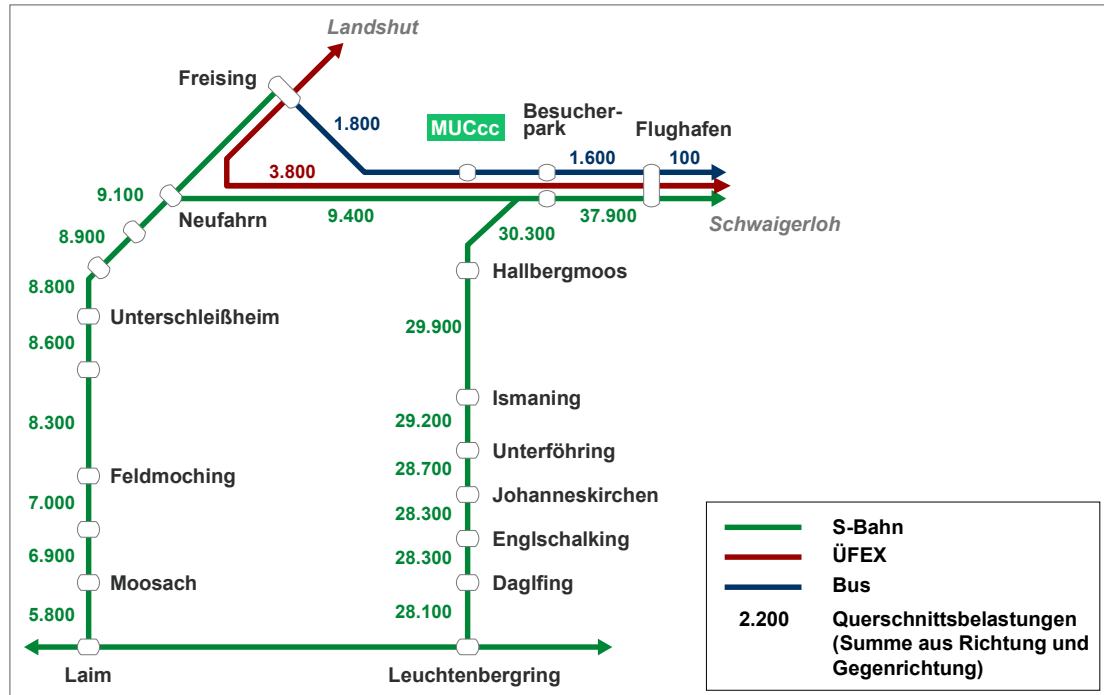 Landshut
Freising
1.800
MUCcc
Besucher-
park
Flughafen
1.600
100
3.800
9.100
Neufahrn
9.400
37.900
Schwaigerloh
8.900
30.300
8.800
Hallbergmoos
Unterschleißheim
8.600
29.900
Ismaning
8.300
29.200
Unterföhring
Feldmoching
28.700
7.000
Johanneskirchen
28.300
Englschalking
6.900
28.300
Moosach
Daglfing
5.800
28.100
Laim
Leuchtenbergring
S-Bahn
ÜFEX
Bus
2.200 Querschnittsbelastungen
(Summe aus Richtung und
Gegenrichtung)